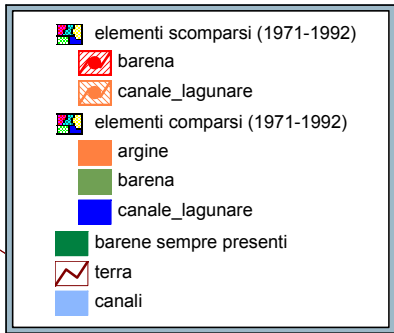 elementi scomparsi (1971-1992)
barena
canale_lagunare
elementi comparsi (1971-1992)
argine
barena
canale_lagunare
barene sempre presenti
terra
canali